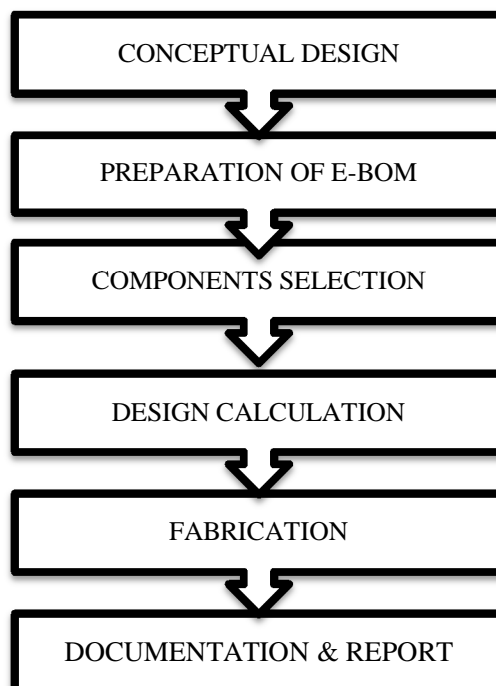 CONCEPTUAL DESIGN
PREPARATION OF E-BOM
COMPONENTS SELECTION
DESIGN CALCULATION
FABRICATION
DOCUMENTATION & REPORT